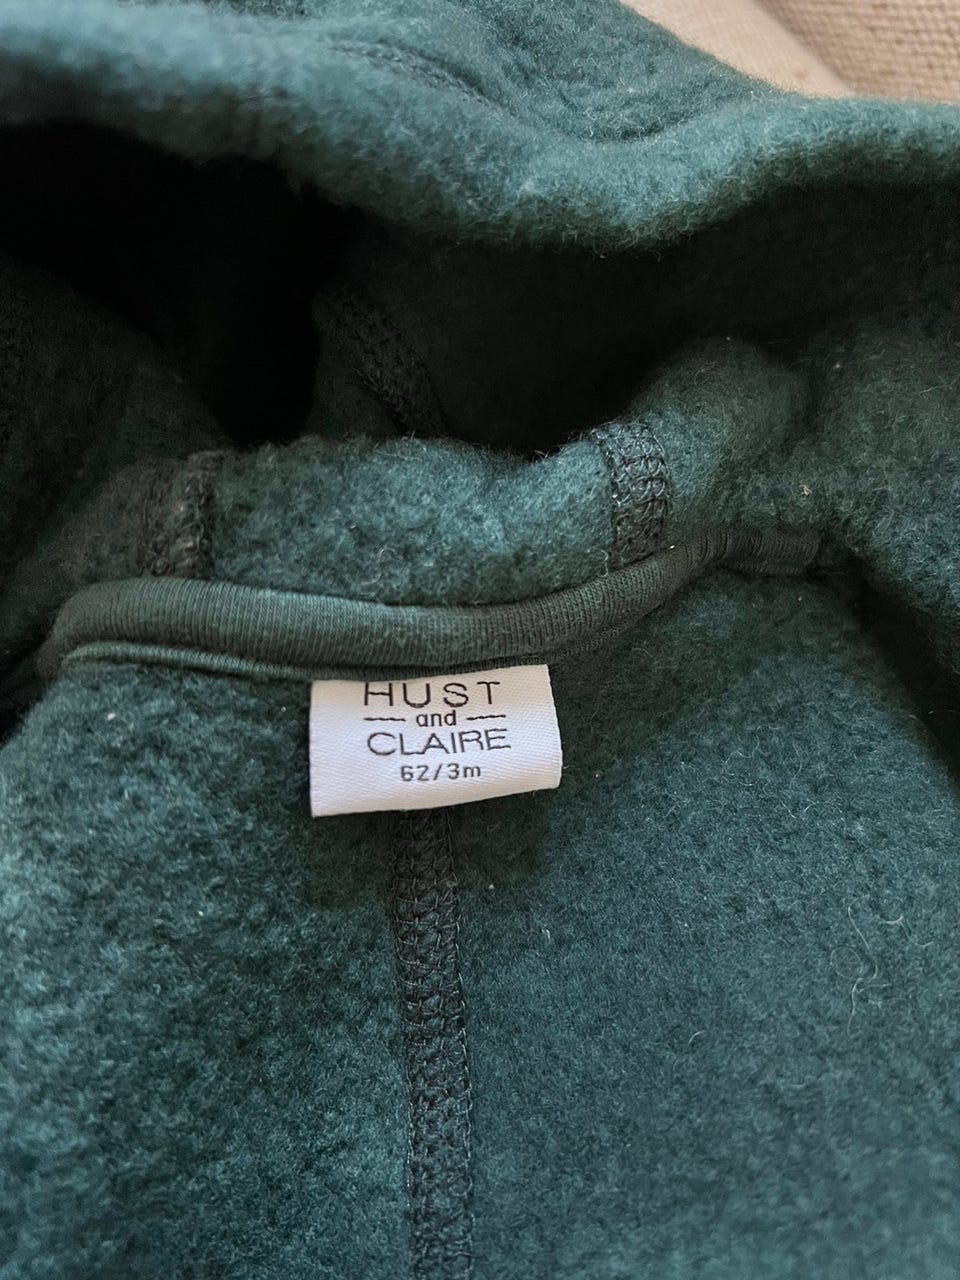 HUST
and
CLAIRE
62/3m